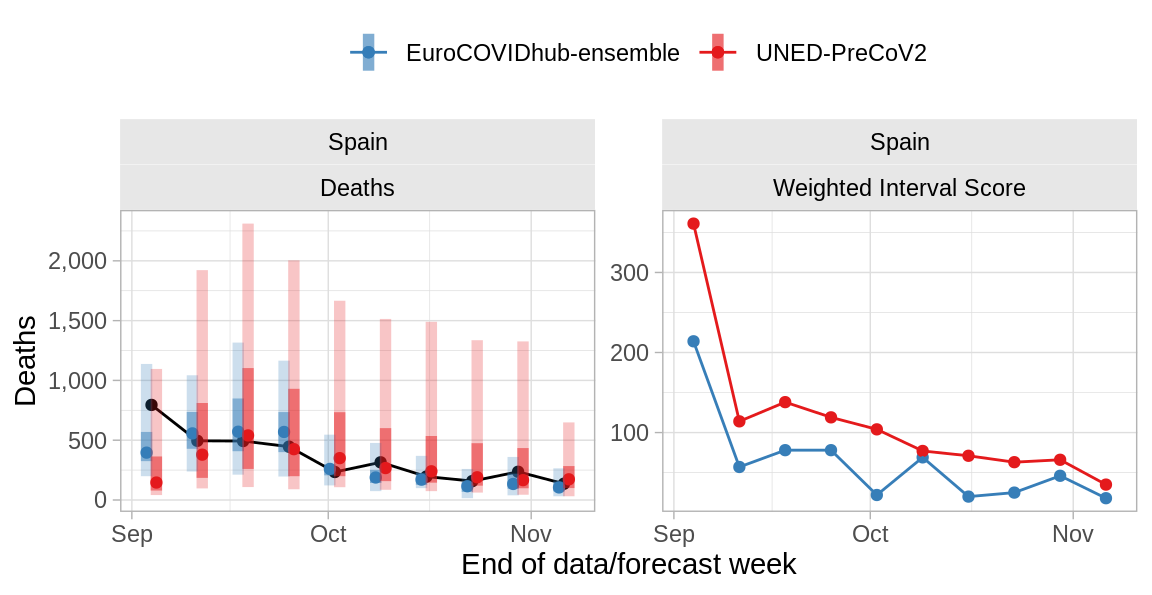 EuroCOVIDhub-ensemble UNED-PreCoV2
Spain
Deaths
Spain
Weighted Interval Score
Deaths
2,000
1,500
1,000
500
0
Sep Oct Nov
300
200
100
Sep Oct Nov
End of data/forecast week